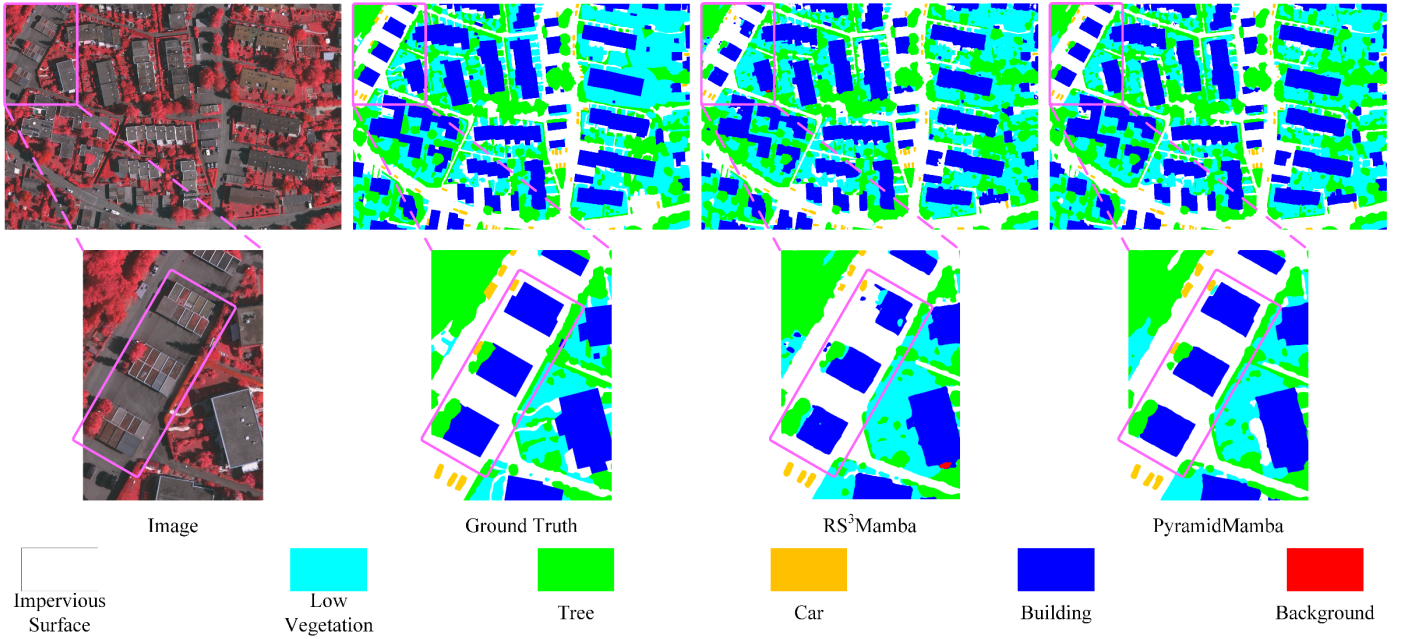 Image
Ground Truth
RS³Mamba
PyramidMamba
Impervious
Surface
Low
Vegetation
Tree
Car
Building
Background